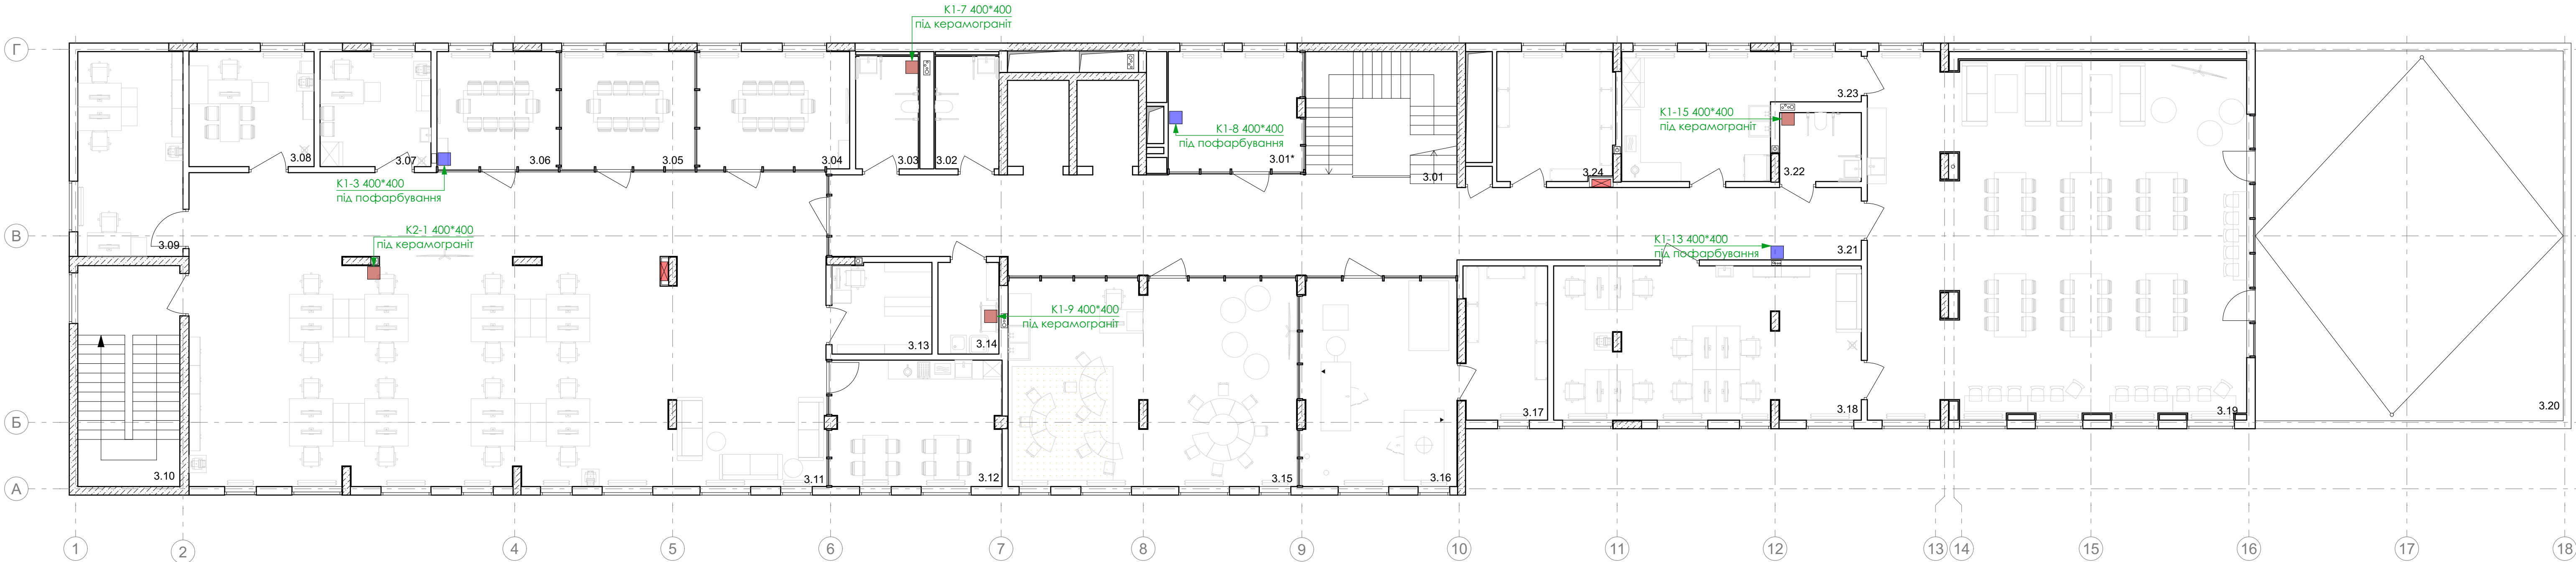 К1-7 400*400
під керамограніт
Г
3.08
3.07
3.06
3.05
3.04
3.03
3.02
К1-8 400*400
під пофарбування
3.01*
3.01
3.24
К1-15 400*400
під керамограніт
3.23
3.22
К1-3 400*400
під пофарбування
В
3.09
К2-1 400*400
під керамограніт
К1-13 400*400
під пофарбування
3.21
К1-9 400*400
під керамограніт
3.13
3.14
Б
3.17
3.18
3.19
3.20
А
3.10
3.11
3.12
3.15
3.16
1
2
4
5
6
7
8
9
10
11
12
13
14
15
16
17
18